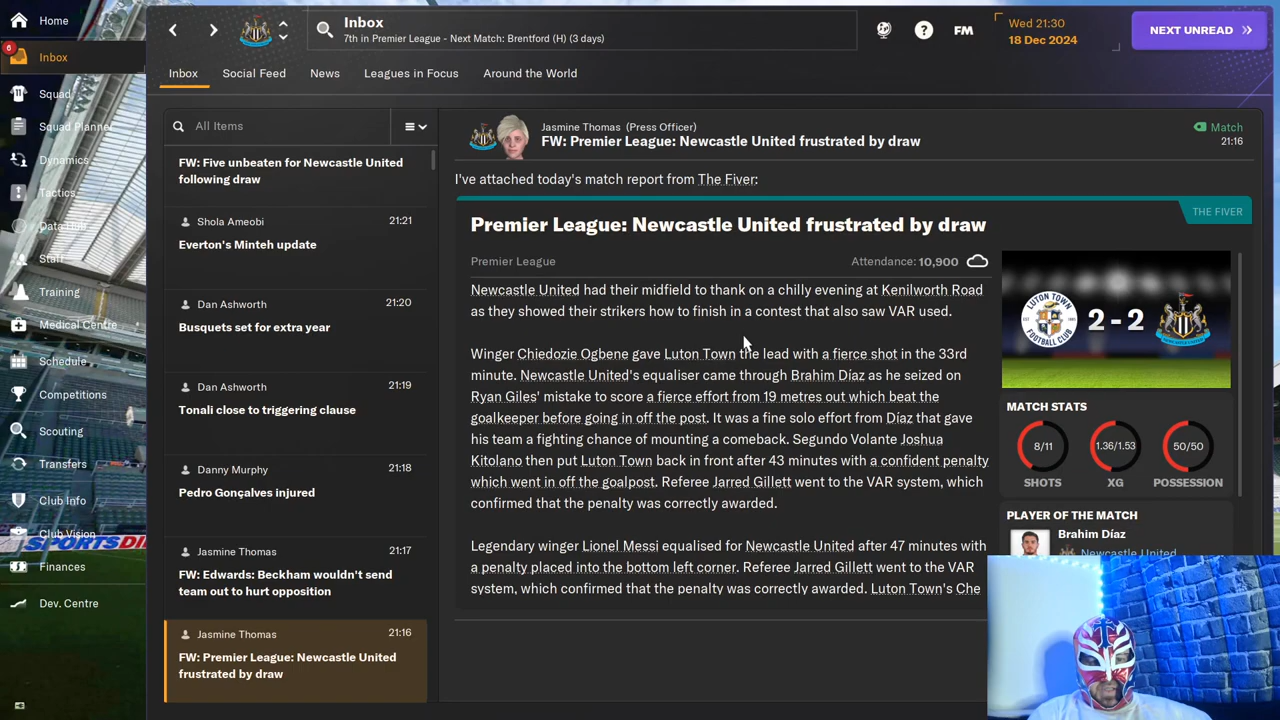 Home
6
Inbox
Squad
Squad Planner
Dynamics
Tactics
Data Hub
Staff
Training
Medical Centre
Schedule
Competitions
Scouting
Transfers
Club Info
Club Vision
SPORTS DI
Finances
Dev. Centre
Inbox
7th in Premier League - Next Match: Brentford (H) (3 days)
?
FM
Wed 21:30
18 Dec 2024
NEXT UNREAD
Inbox
Social Feed
News
Leagues in Focus
Around the World
All Items
FW: Five unbeaten for Newcastle United
following draw
Shola Ameobi 21:21
Everton's Minteh update
Dan Ashworth 21:20
Busquets set for extra year
Dan Ashworth 21:19
Tonali close to triggering clause
Danny Murphy 21:18
Pedro Gonçalves injured
Jasmine Thomas 21:17
FW: Edwards: Beckham wouldn't send
team out to hurt opposition
Jasmine Thomas 21:16
FW: Premier League: Newcastle United
frustrated by draw
Jasmine Thomas (Press Officer)
FW: Premier League: Newcastle United frustrated by draw
Match
21:16
I've attached today's match report from The Fiver:
THE FIVER
Premier League: Newcastle United frustrated by draw
Premier League
Attendance: 10,900
Newcastle United had their midfield to thank on a chilly evening at Kenilworth Road
as they showed their strikers how to finish in a contest that also saw VAR used.
Winger Chiedozie Ogbene gave Luton Town the lead with a fierce shot in the 33rd
minute. Newcastle United's equaliser came through Brahim Díaz as he seized on
Ryan Giles' mistake to score a fierce effort from 19 metres out which beat the
goalkeeper before going in off the post. It was a fine solo effort from Díaz that gave
his team a fighting chance of mounting a comeback. Segundo Volante Joshua
Kitolano then put Luton Town back in front after 43 minutes with a confident penalty
which went in off the goalpost. Referee Jarred Gillett went to the VAR system, which
confirmed that the penalty was correctly awarded.
Legendary winger Lionel Messi equalised for Newcastle United after 47 minutes with
a penalty placed into the bottom left corner. Referee Jarred Gillett went to the VAR
system, which confirmed that the penalty was correctly awarded. Luton Town's Che
2 - 2
MATCH STATS
8/11
1.36/1.53
50/50
SHOTS
XG
POSSESSION
PLAYER OF THE MATCH
Brahim Díaz
Newcastle United